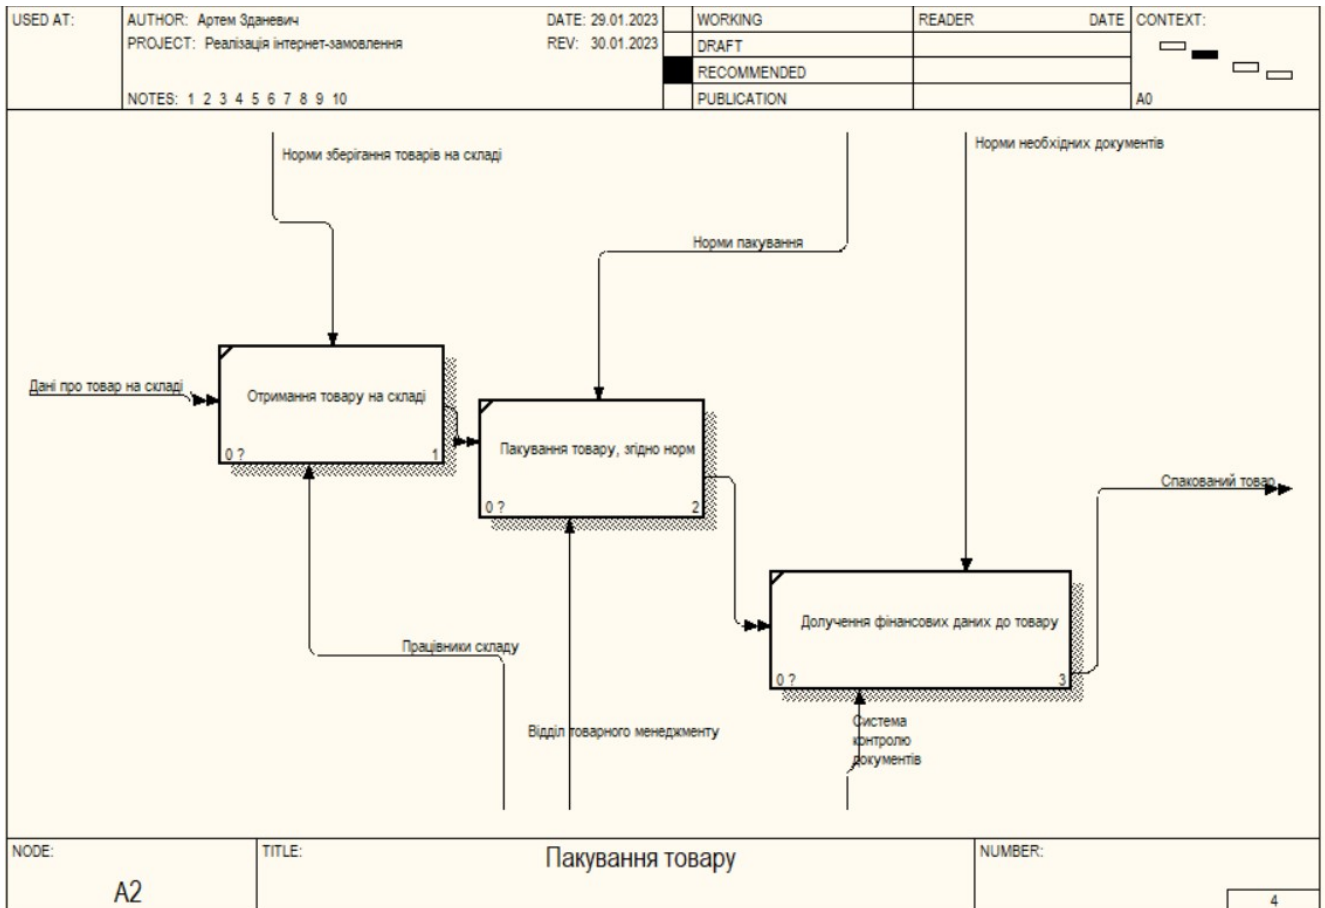 USED AT:
AUTHOR: Артем Зданевич
DATE: 29.01.2023
PROJECT: Реалізація інтернет-замовлення
REV: 30.01.2023
NOTES: 1 2 3 4 5 6 7 8 9 10
WORKING
DRAFT
RECOMMENDED
PUBLICATION
READER
DATE
CONTEXT:
A0
Норми зберігання товарів на складі
Норми пакування
Норми необхідних документів
Дані про товар на складі
Отримання товару на складі
0 ?
1
Пакування товару, згідно норм
0 ?
2
Спакований товар
Долучення фінансових даних до товару
0 ?
3
Працівники складу
Відділ товарного менеджменту
Система
контролю
документів
NODE:
A2
TITLE:
Пакування товару
NUMBER:
4